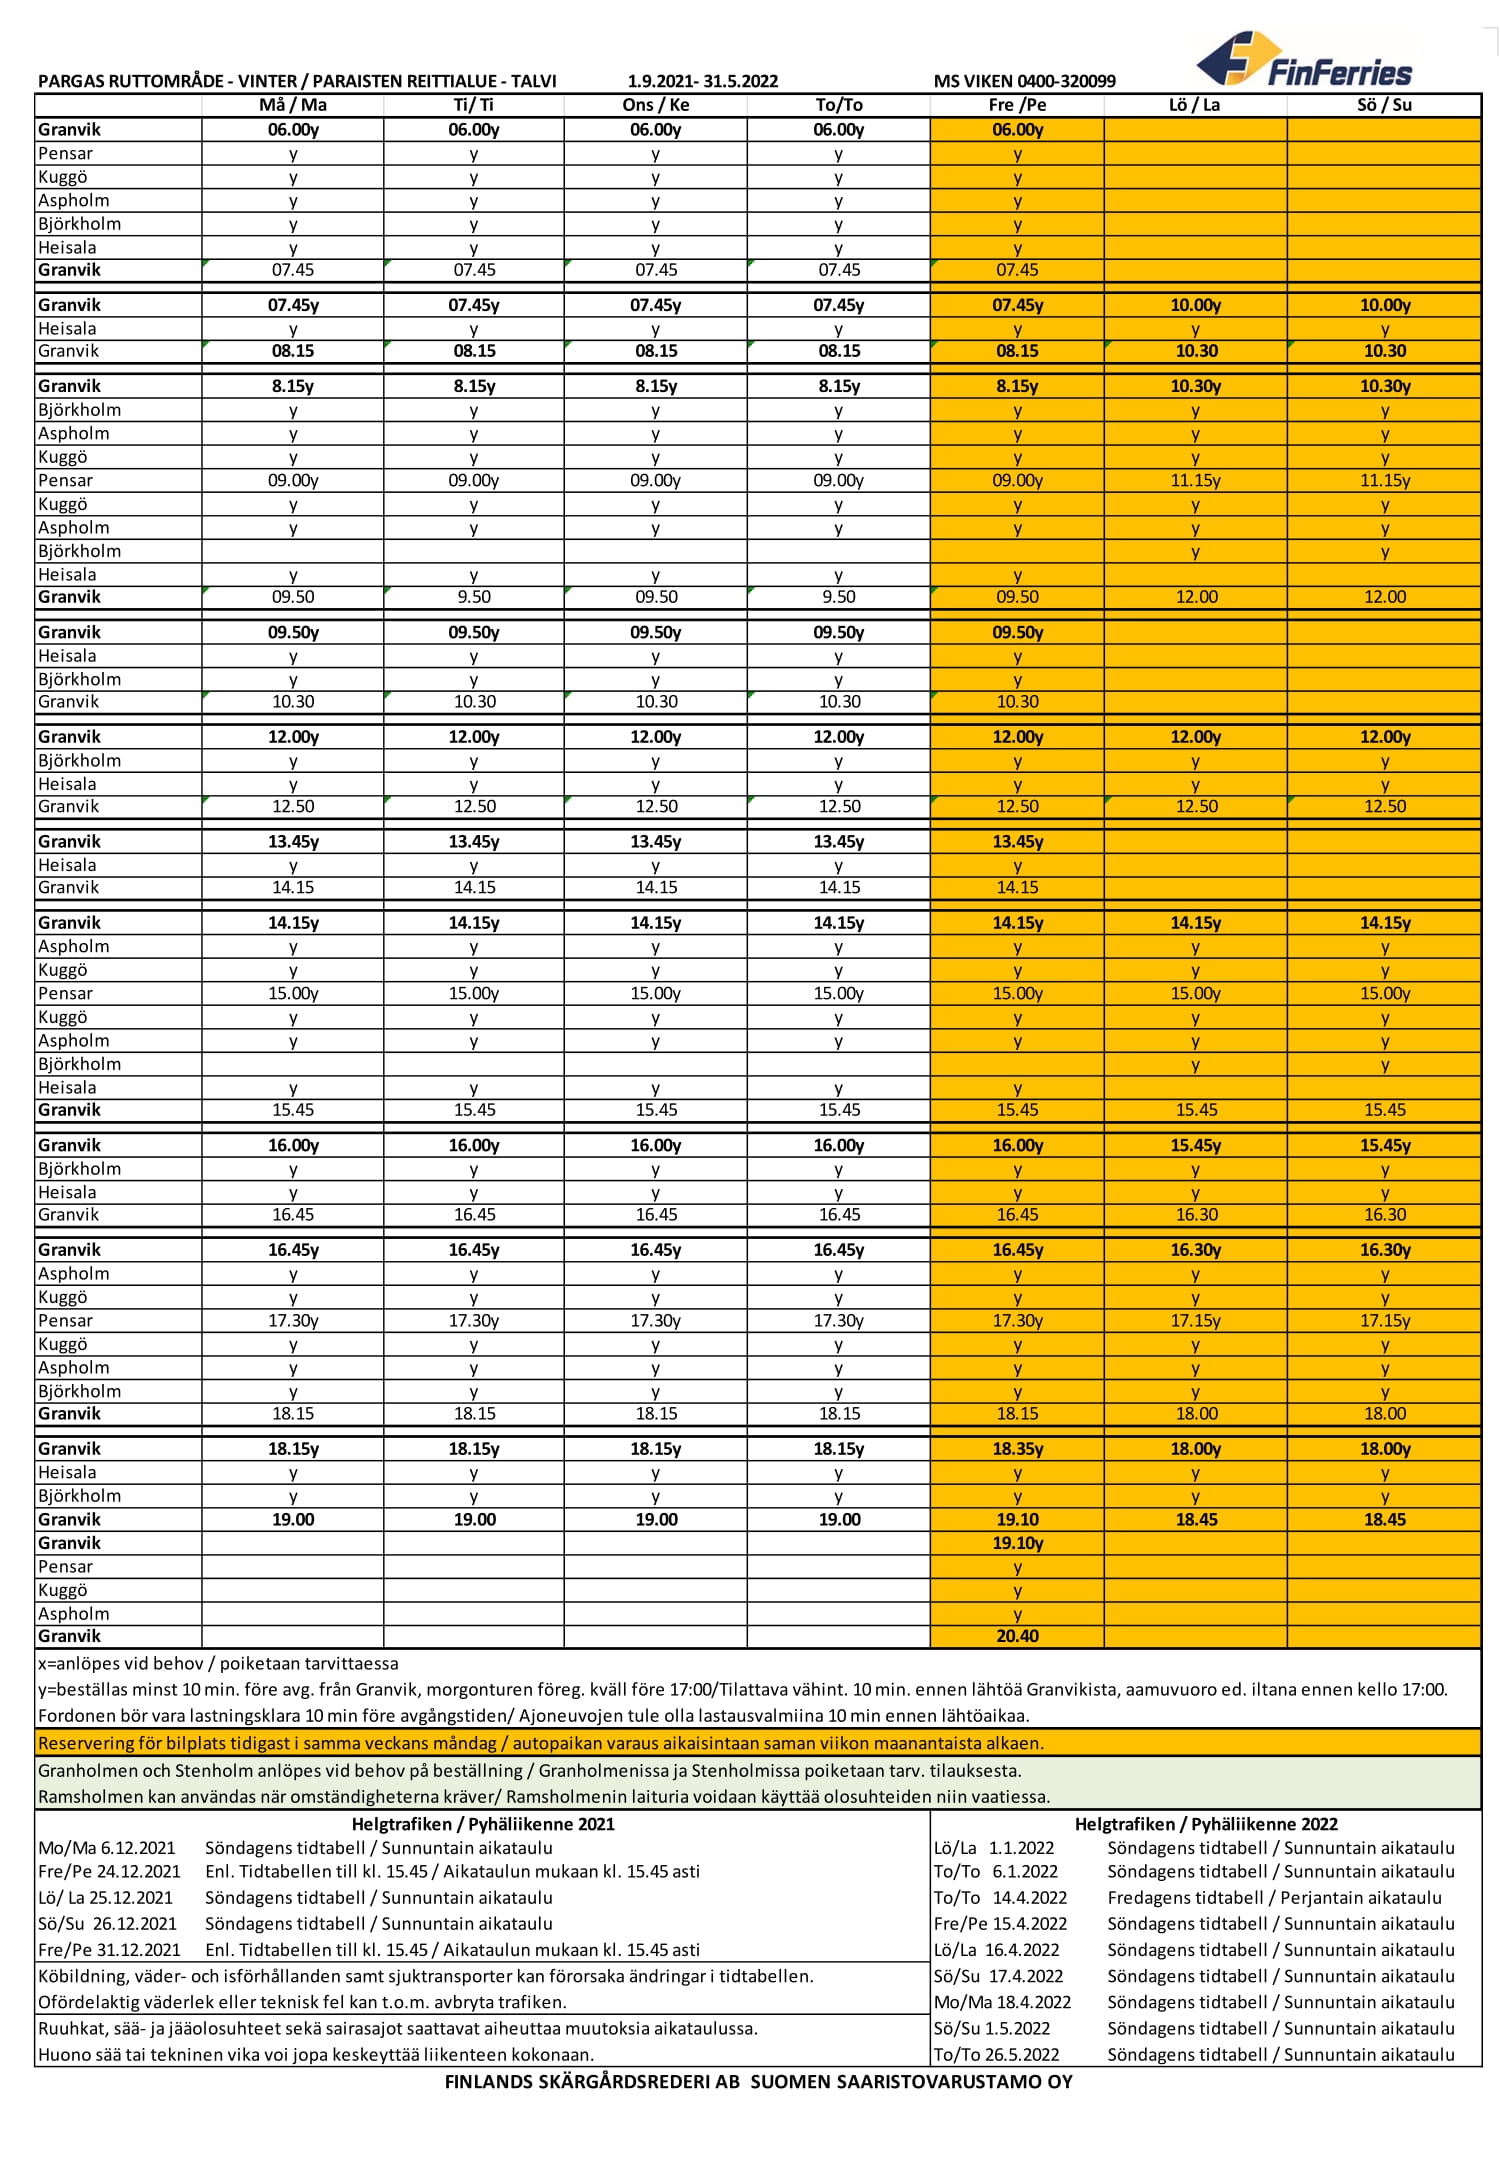 FinFerries
PARGAS RUTTOMRÅDE - VINTER / PARAISTEN REITTIALUE - TALVI 1.9.2021- 31.5.2022 MS VIKEN 0400-320099
Må / Ma Ti/ Ti Ons / Ke To/To Fre /Pe Lö / La Sö / Su
Granvik 06.00y 06.00y 06.00y 06.00y 06.00y
Pensar y y y y y
Kuggö y y y y y
Aspholm y y y y y
Björkholm y y y y y
Heisala y y y y y
Granvik 07.45 07.45 07.45 07.45 07.45
Granvik 07.45y 07.45y 07.45y 07.45y 07.45y 10.00y 10.00y
Heisala y y y y y y y
Granvik 08.15 08.15 08.15 08.15 08.15 10.30 10.30
Granvik 8.15y 8.15y 8.15y 8.15y 8.15y 10.30y 10.30y
Björkholm y y y y y y y
Aspholm y y y y y y y
Kuggö y y y y y y y
Pensar 09.00y 09.00y 09.00y 09.00y 09.00y 11.15y 11.15y
Kuggö y y y y y y y
Aspholm y y y y y y y
Björkholm y y
Heisala y y y y y
Granvik 09.50 9.50 09.50 9.50 09.50 12.00 12.00
Granvik 09.50y 09.50y 09.50y 09.50y 09.50y
Heisala y y y y y
Björkholm y y y y y
Granvik 10.30 10.30 10.30 10.30 10.30
Granvik 12.00y 12.00y 12.00y 12.00y 12.00y 12.00y 12.00y
Björkholm y y y y y y y
Heisala y y y y y y y
Granvik 12.50 12.50 12.50 12.50 12.50 12.50 12.50
Granvik 13.45y 13.45y 13.45y 13.45y 13.45y
Heisala y y y y y
Granvik 14.15 14.15 14.15 14.15 14.15
Granvik 14.15y 14.15y 14.15y 14.15y 14.15y 14.15y 14.15y
Aspholm y y y y y y y
Kuggö y y y y y y y
Pensar 15.00y 15.00y 15.00y 15.00y 15.00y 15.00y 15.00y
Kuggö y y y y y y y
Aspholm y y y y y y y
Björkholm y y
Heisala y y y y y
Granvik 15.45 15.45 15.45 15.45 15.45 15.45 15.45
Granvik 16.00y 16.00y 16.00y 16.00y 16.00y 15.45y 15.45y
Björkholm y y y y y y y
Heisala y y y y y y y
Granvik 16.45 16.45 16.45 16.45 16.45 16.30 16.30
Granvik 16.45y 16.45y 16.45y 16.45y 16.45y 16.30y 16.30y
Aspholm y y y y y y y
Kuggö y y y y y y y
Pensar 17.30y 17.30y 17.30y 17.30y 17.30y 17.15y 17.15y
Kuggö y y y y y y y
Aspholm y y y y y y y
Björkholm y y y y y y y
Granvik 18.15 18.15 18.15 18.15 18.15 18.00 18.00
Granvik 18.15y 18.15y 18.15y 18.15y 18.35y 18.00y 18.00y
Heisala y y y y y y y
Björkholm y y y y y y y
Granvik 19.00 19.00 19.00 19.00 19.10 18.45 18.45
Granvik 19.10y
Pensar y
Kuggö y
Aspholm y
Granvik 20.40
x=anlöpes vid behov / poiketaan tarvittaessa
y=beställas minst 10 min. före avg. från Granvik, morgonturen föreg. kväll före 17:00/Tilattava vähint. 10 min. ennen lähtöä Granvikista, aamuvuoro ed. iltana ennen kello 17:00.
Fordonen bör vara lastningsklara 10 min före avgångstiden/ Ajoneuvojen tule olla lastausvalmiina 10 min ennen lähtöaikaa.
Reservering för bilplats tidigast i samma veckans måndag / autopaikan varaus aikaisintaan saman viikon maanantaista alkaen.
Granholmen och Stenholm anlöpes vid behov på beställning / Granholmenissa ja Stenholmissa poiketaan tarv. tilauksesta.
Ramsholmen kan användas när omständigheterna kräver/ Ramsholmenin laituria voidaan käyttää olosuhteiden niin vaatiessa.
Helgtrafiken / Pyhäliikenne 2021 Helgtrafiken / Pyhäliikenne 2022
Mo/Ma 6.12.2021 Söndagens tidtabell / Sunnuntain aikataulu Lö/La 1.1.2022 Söndagens tidtabell / Sunnuntain aikataulu
Fre/Pe 24.12.2021 Enl. Tidtabellen till kl. 15.45 / Aikataulun mukaan kl. 15.45 asti To/To 6.1.2022 Söndagens tidtabell / Sunnuntain aikataulu
Lö/ La 25.12.2021 Söndagens tidtabell / Sunnuntain aikataulu To/To 14.4.2022 Fredagens tidtabell / Perjantain aikataulu
Sö/Su 26.12.2021 Söndagens tidtabell / Sunnuntain aikataulu Fre/Pe 15.4.2022 Söndagens tidtabell / Sunnuntain aikataulu
Fre/Pe 31.12.2021 Enl. Tidtabellen till kl. 15.45 / Aikataulun mukaan kl. 15.45 asti Lö/La 16.4.2022 Söndagens tidtabell / Sunnuntain aikataulu
Köbildning, väder- och isförhållanden samt sjuktransporter kan förorsaka ändringar i tidtabellen. Sö/Su 17.4.2022 Söndagens tidtabell / Sunnuntain aikataulu
Ofördelaktig väderlek eller teknisk fel kan t.o.m. avbryta trafiken. Mo/Ma 18.4.2022 Söndagens tidtabell / Sunnuntain aikataulu
Ruuhkat, sää- ja jääolosuhteet sekä sairasajot saattavat aiheuttaa muutoksia aikataulussa. Sö/Su 1.5.2022 Söndagens tidtabell / Sunnuntain aikataulu
Huono sää tai tekninen vika voi jopa keskeyttää liikenteen kokonaan. To/To 26.5.2022 Söndagens tidtabell / Sunnuntain aikataulu
FINLANDS SKÄRGÅRDSREDERI AB SUOMEN SAARISTOVARUSTAMO OY